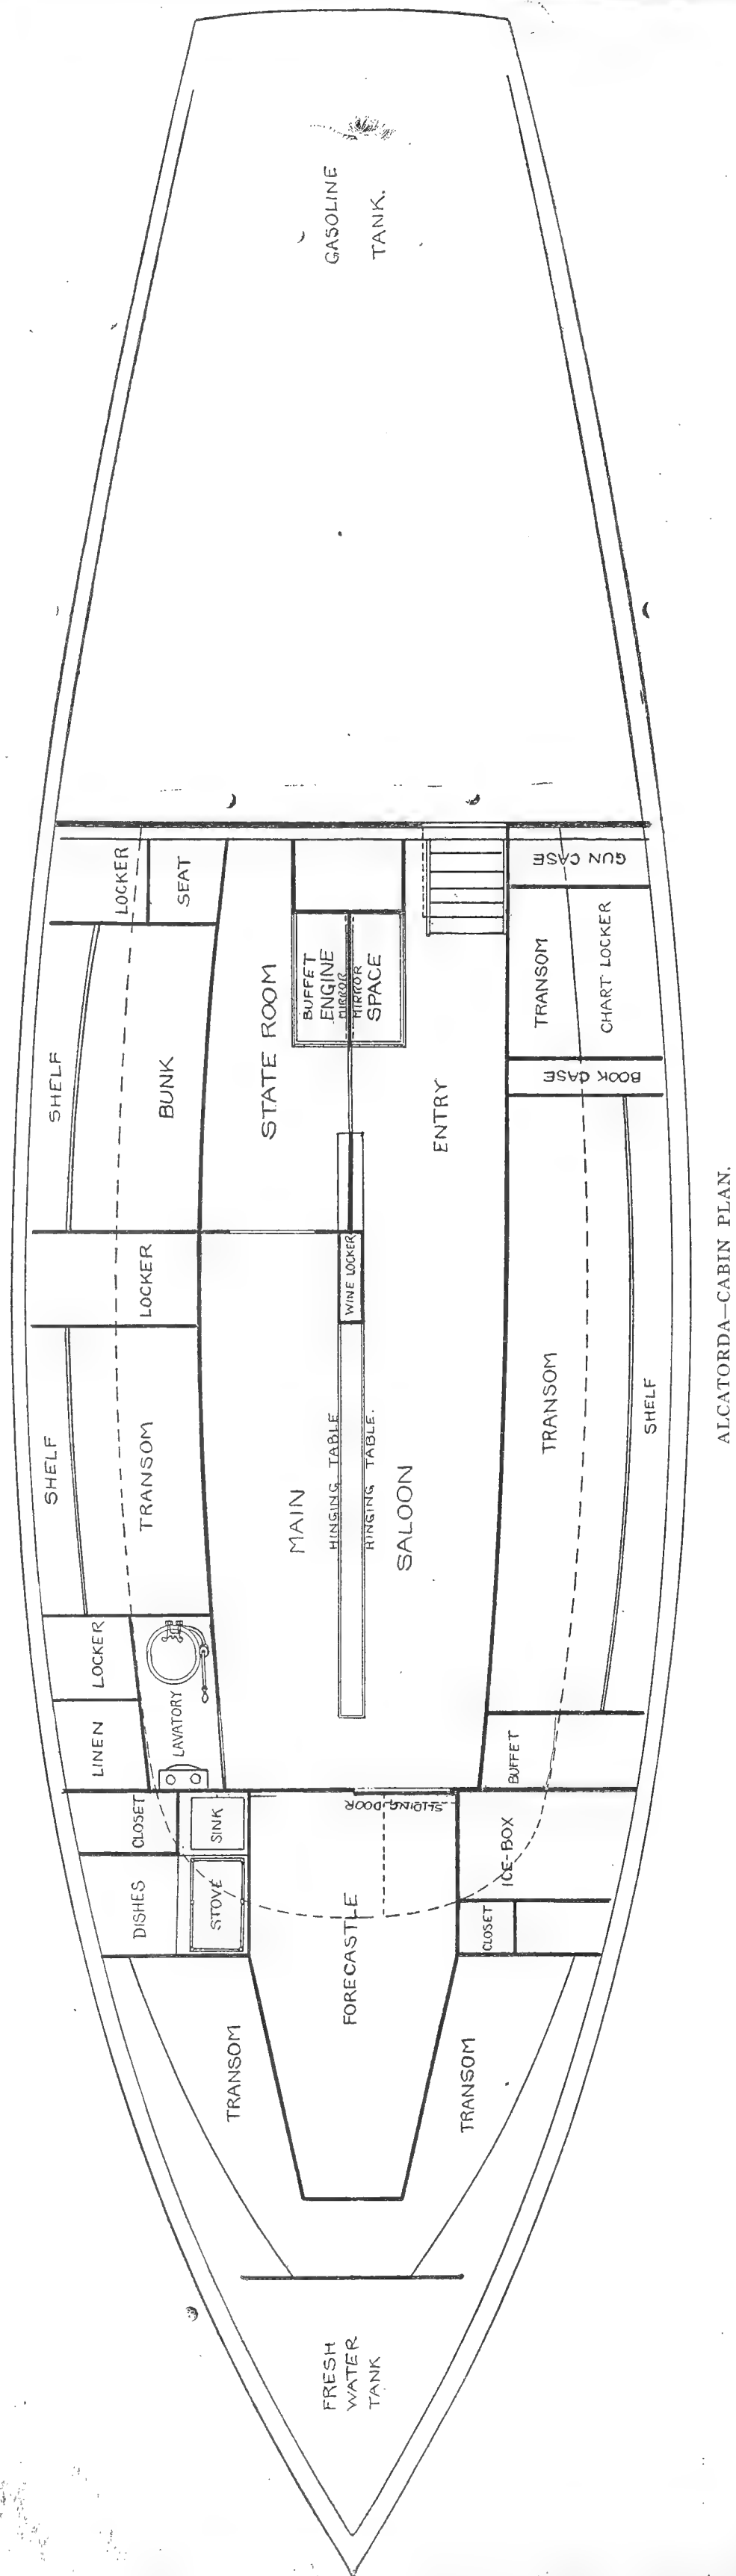 GASOLINE
TANK.
LOCKER
SEAT
GUN CASE
SHELF
BUNK
STATE ROOM
BUFFET
ENGINE
MIRROR
MIRROR
SPACE
ENTRY
TRANSOM
CHART LOCKER
BOOK CASE
LOCKER
WINE LOCKER
SHELF
TRANSOM
MAIN
SALOON
HINGING TABLE
HINGING TABLE.
TRANSOM
SHELF
LOCKER
LINEN
LAVATORY
BUFFET
CLOSET
SINK
SLIDING DOOR
ICE-BOX
DISHES
STOVE
FORECASTLE
CLOSET
TRANSOM
TRANSOM
FRESH
WATER
TANK
ALCATORDA—CABIN PLAN.